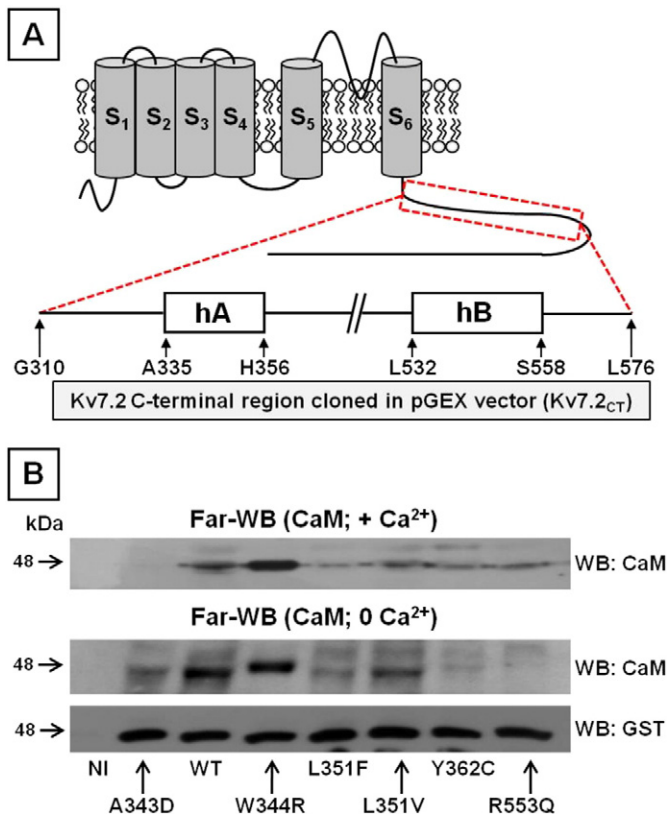 A
S1 S2 S3 S4 S5 S6
hA // hB
G310 A335 H356 L532 S558 L576
Kv7.2 C-terminal region cloned in pGEX vector (Kv7.2CT)
B
kDa
Far-WB (CaM; + Ca2+)
48 WB: CaM
Far-WB (CaM; 0 Ca2+)
48 WB: CaM
48 WB: GST
NI WT L351F Y362C
A343D W344R L351V R553Q